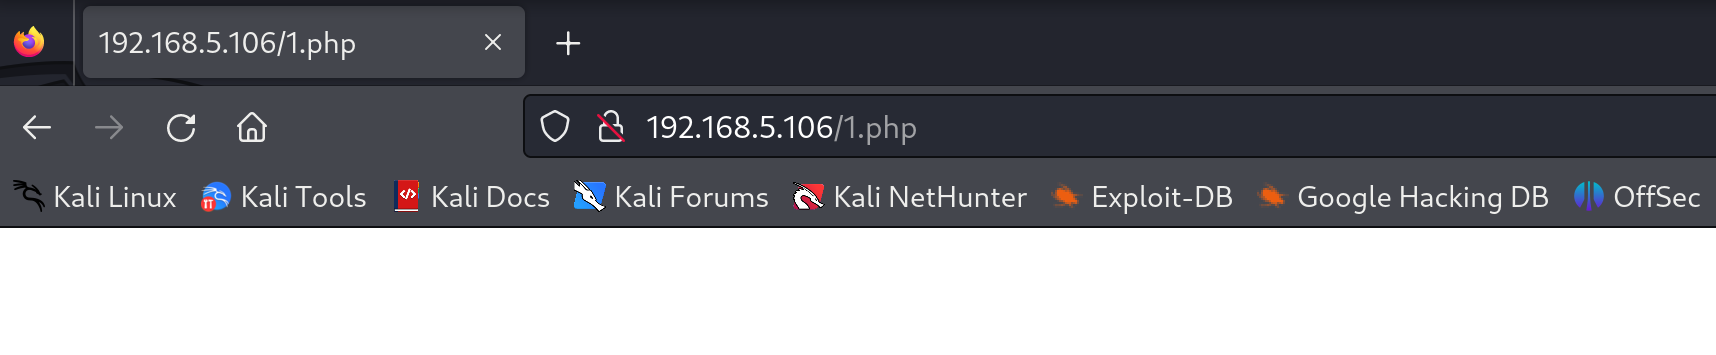 192.168.5.106/1.php
192.168.5.106/1.php
Kali Linux Kali Tools Kali Docs Kali Forums Kali NetHunter Exploit-DB Google Hacking DB OffSec